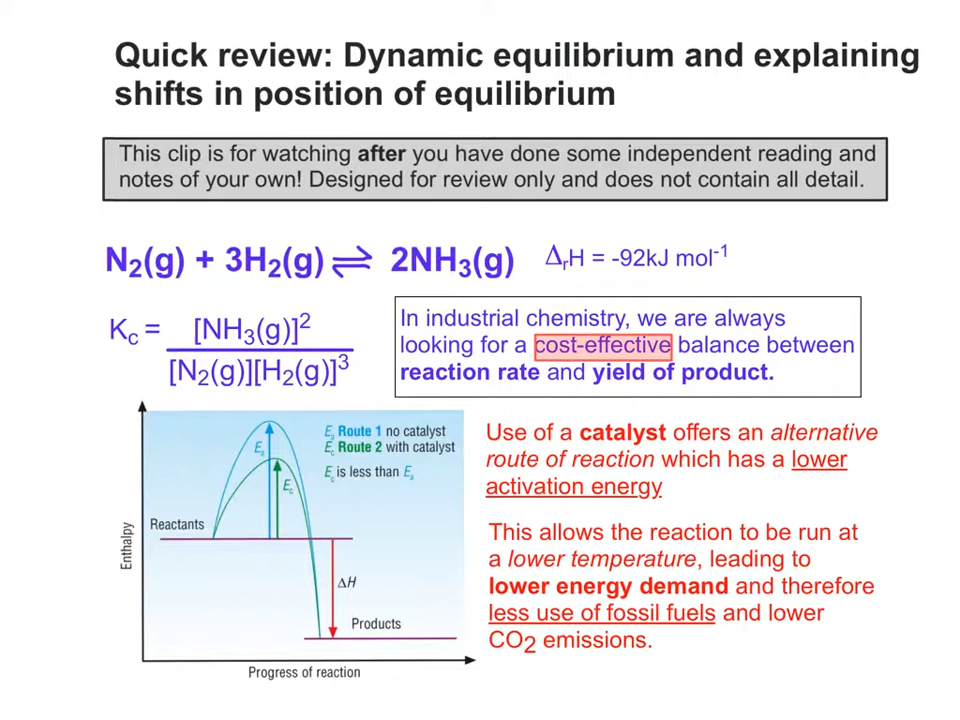 Quick review: Dynamic equilibrium and explaining
shifts in position of equilibrium
This clip is for watching after you have done some independent reading and
notes of your own! Designed for review only and does not contain all detail.
N₂(g) + 3H₂(g) ⇌ 2NH₃(g) ΔᵣH = -92kJ mol⁻¹
K꜀ = [NH₃(g)]²
[N₂(g)][H₂(g)]³
In industrial chemistry, we are always
looking for a cost-effective balance between
reaction rate and yield of product.
Eₐ Route 1 no catalyst
E꜀ Route 2 with catalyst
E꜀ is less than Eₐ
Eₐ
E꜀
Reactants
ΔH
Products
Enthalpy
Progress of reaction
Use of a catalyst offers an alternative
route of reaction which has a lower
activation energy
This allows the reaction to be run at
a lower temperature, leading to
lower energy demand and therefore
less use of fossil fuels and lower
CO₂ emissions.